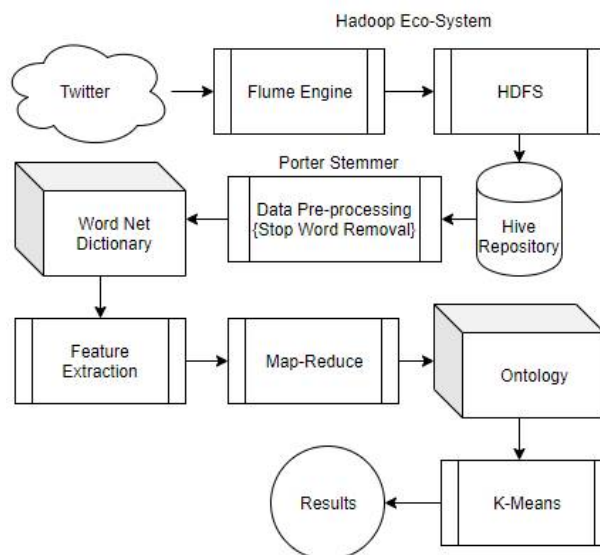 Hadoop Eco-System
Twitter
Flume Engine
HDFS
Porter Stemmer
Word Net
Dictionary
Data Pre-processing
{Stop Word Removal}
Hive
Repository
Feature
Extraction
Map-Reduce
Ontology
Results
K-Means